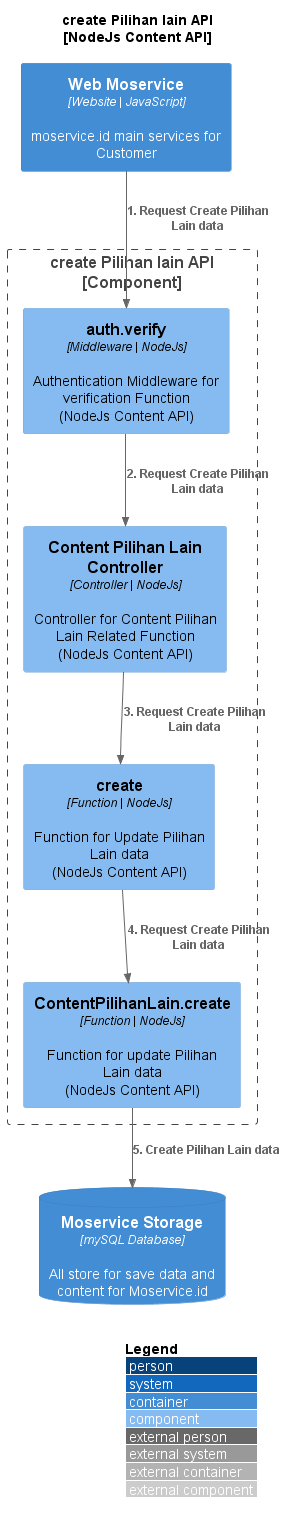 create Pilihan lain API
[NodeJs Content API]
Web Moservice
[Website | JavaScript]
moservice.id main services for
Customer
1. Request Create Pilihan
Lain data
create Pilihan lain API
[Component]
auth.verify
[Middleware | NodeJs]
Authentication Middleware for
verification Function
(NodeJs Content API)
2. Request Create Pilihan
Lain data
Content Pilihan Lain
Controller
[Controller | NodeJs]
Controller for Content Pilihan
Lain Related Function
(NodeJs Content API)
3. Request Create Pilihan
Lain data
create
[Function | NodeJs]
Function for Update Pilihan
Lain data
(NodeJs Content API)
4. Request Create Pilihan
Lain data
ContentPilihanLain.create
[Function | NodeJs]
Function for update Pilihan
Lain data
(NodeJs Content API)
5. Create Pilihan Lain data
Moservice Storage
[mySQL Database]
All store for save data and
content for Moservice.id
Legend
person
system
container
component
external person
external system
external container
external component